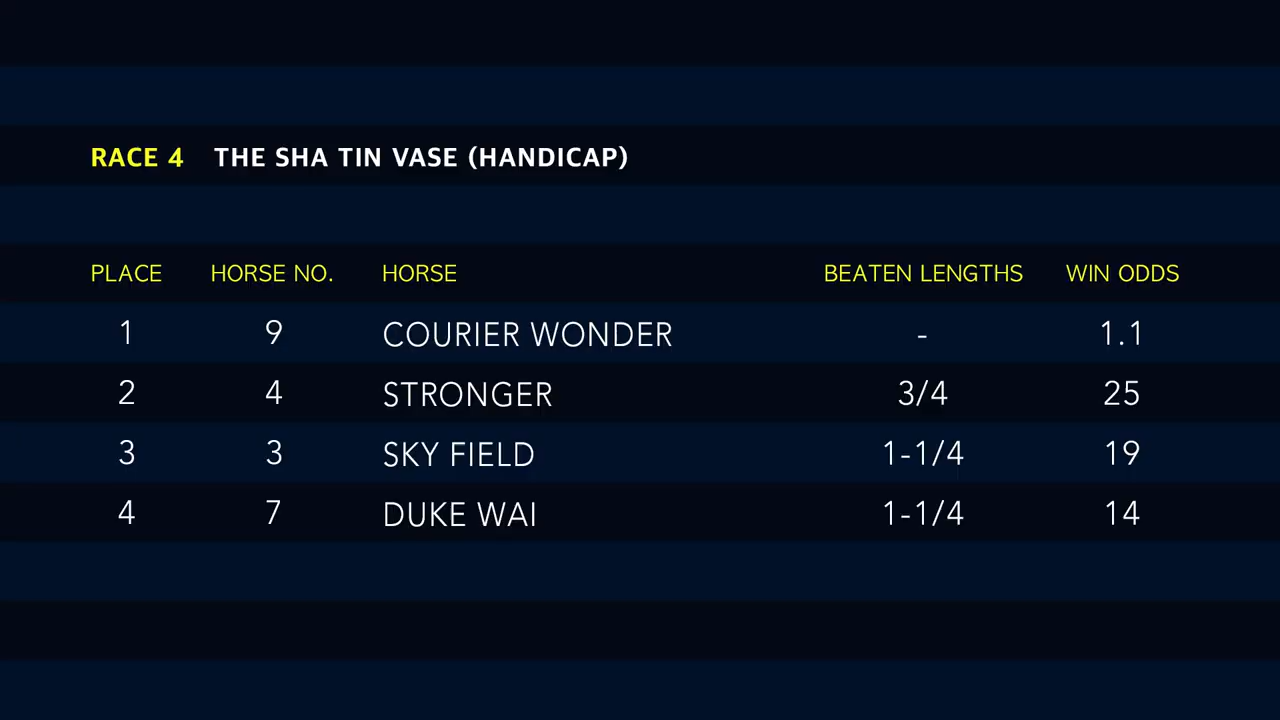 RACE 4 THE SHA TIN VASE (HANDICAP)
PLACE HORSE NO. HORSE BEATEN LENGTHS WIN ODDS
1 9 COURIER WONDER - 1.1
2 4 STRONGER 3/4 25
3 3 SKY FIELD 1-1/4 19
4 7 DUKE WAI 1-1/4 14